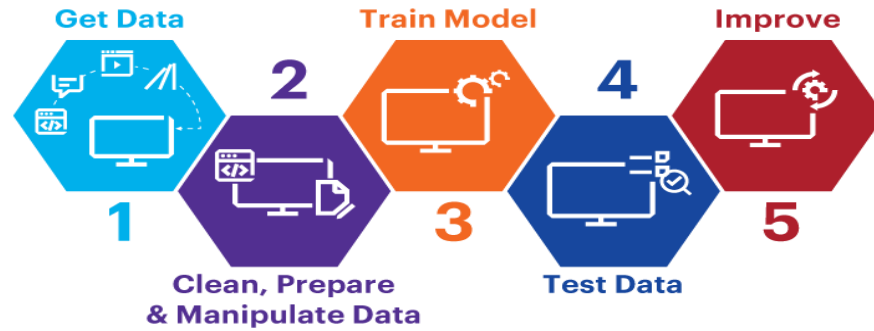 Get Data
1
2
Clean, Prepare
& Manipulate Data
Train Model
3
4
Test Data
Improve
5